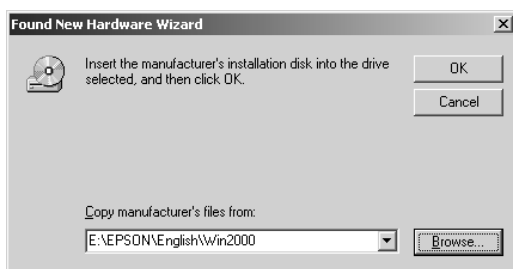 Found New Hardware Wizard
Insert the manufacturer's installation disk into the drive
selected, and then click OK.
OK
Cancel
Copy manufacturer's files from:
E:\EPSON\English\Win2000
Browse...